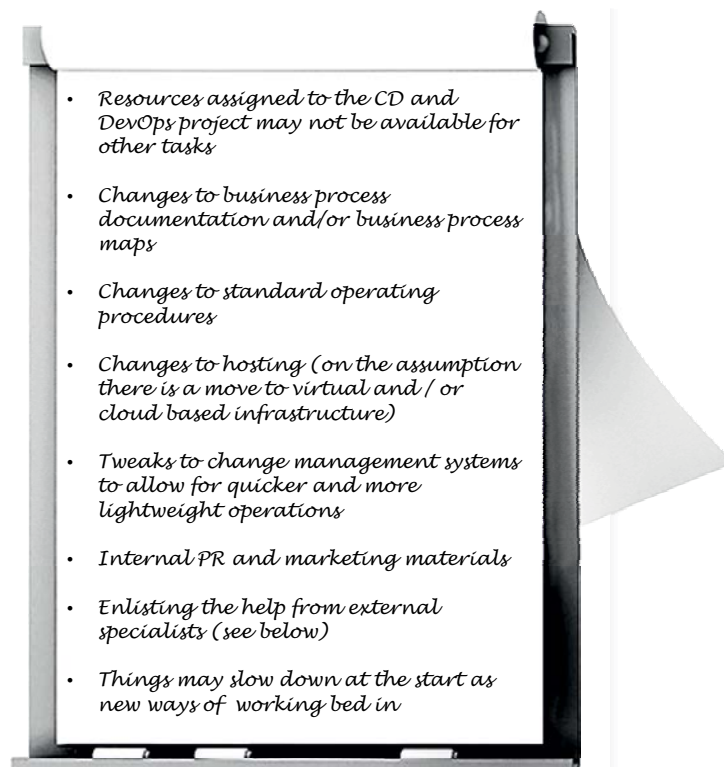 • Resources assigned to the CD and
DevOps project may not be available for
other tasks
• Changes to business process
documentation and/or business process
maps
• Changes to standard operating
procedures
• Changes to hosting (on the assumption
there is a move to virtual and / or
cloud based infrastructure)
• Tweaks to change management systems
to allow for quicker and more
lightweight operations
• Internal PR and marketing materials
• Enlisting the help from external
specialists (see below)
• Things may slow down at the start as
new ways of working bed in